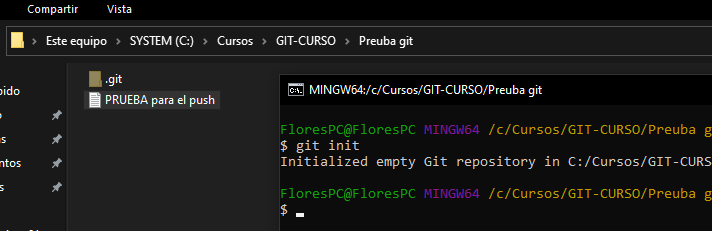 Compartir Vista
Este equipo SYSTEM (C:) Cursos GIT-CURSO Preuba git
.git
PRUEBA para el push
MINGW64:/c/Cursos/GIT-CURSO/Preuba git
FloresPC@FloresPC MINGW64 /c/Cursos/GIT-CURSO/Preuba g
$ git init
Initialized empty Git repository in C:/Cursos/GIT-CURS
FloresPC@FloresPC MINGW64 /c/Cursos/GIT-CURSO/Preuba g
$